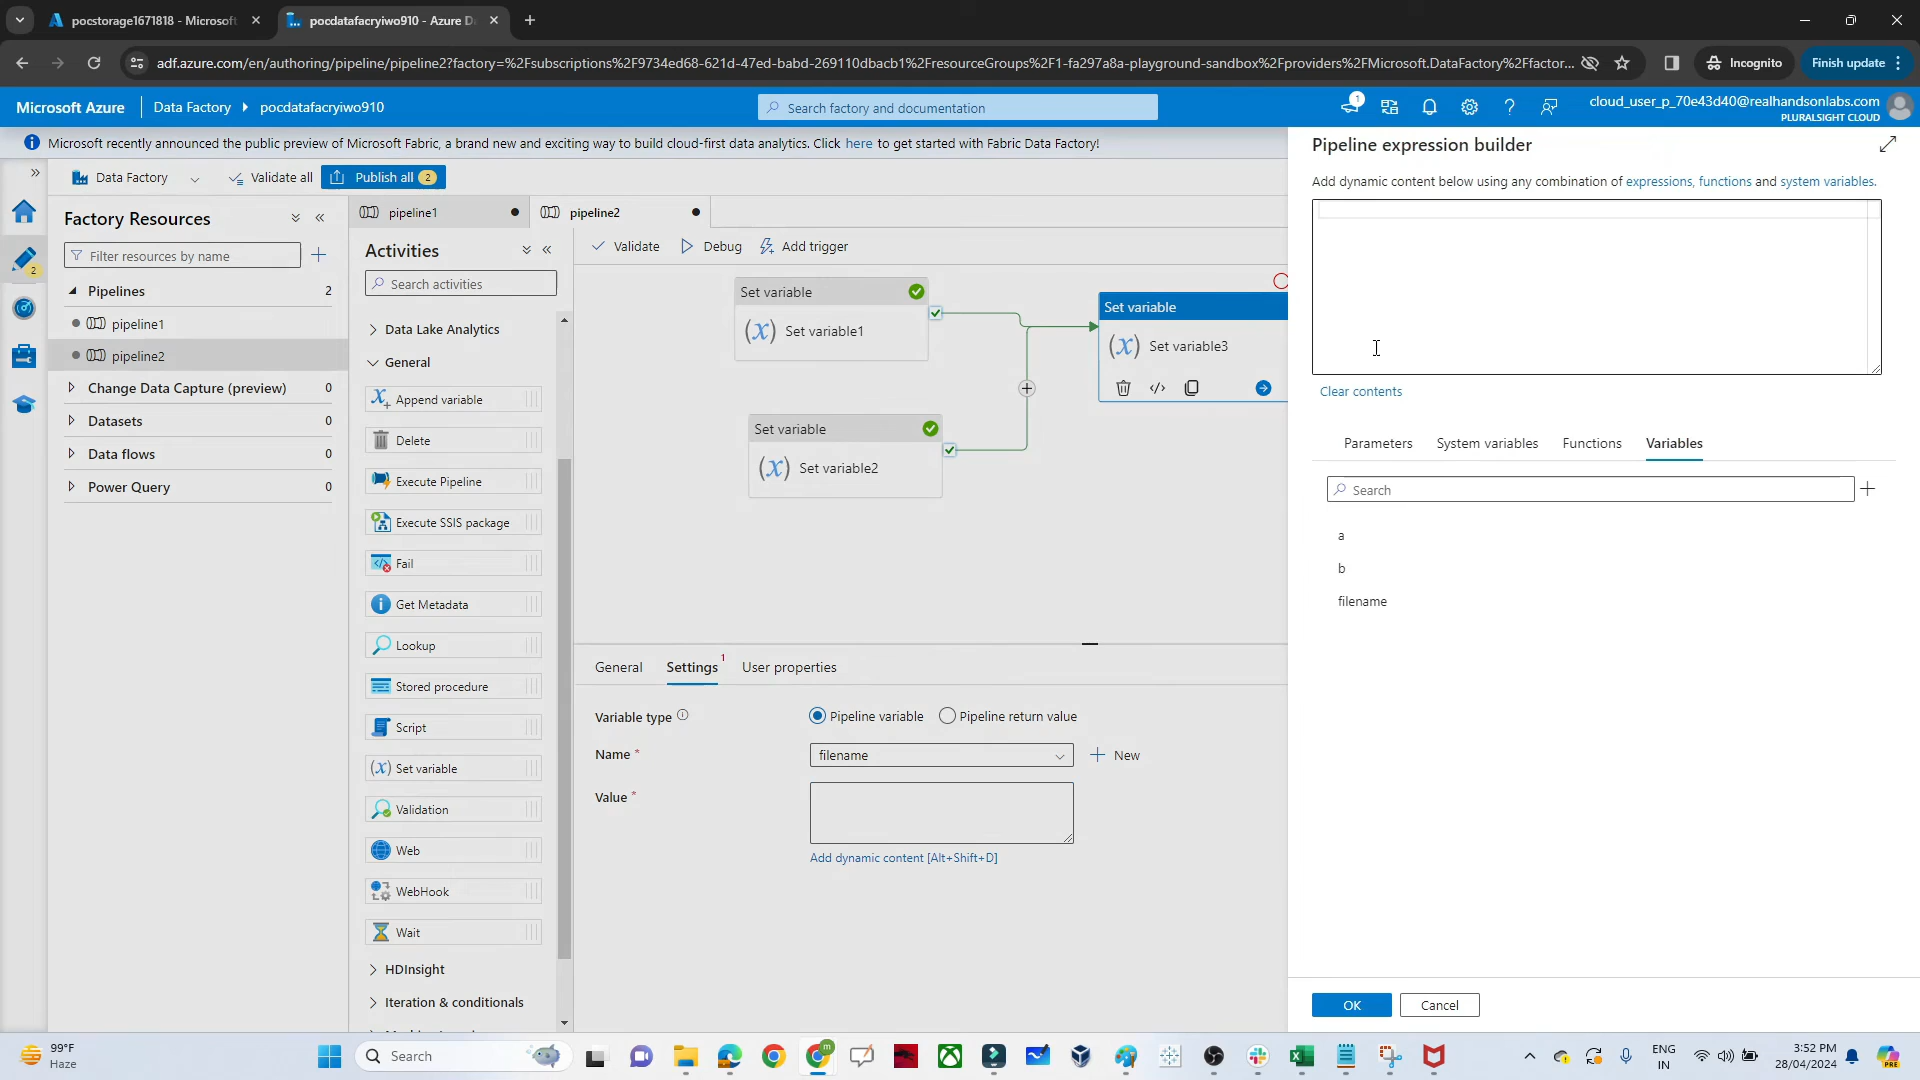 pocstorage1671818 - Microsoft
pocdatafacryiwo910 - Azure D
adf.azure.com/en/authoring/pipeline/pipeline2?factory=%2Fsubscriptions%2F9734ed68-621d-47ed-babd-269110dbacb1%2FresourceGroups%2F1-fa297a8a-playground-sandbox%2Fproviders%2FMicrosoft.DataFactory%2Ffactor...
Incognito
Finish update
Microsoft Azure
Data Factory
pocdatafacryiwo910
Search factory and documentation
1
cloud_user_p_70e43d40@realhandsonlabs.com
PLURALSIGHT CLOUD
Microsoft recently announced the public preview of Microsoft Fabric, a brand new and exciting way to build cloud-first data analytics. Click here to get started with Fabric Data Factory!
Data Factory
Validate all
Publish all 2
2
Factory Resources
Filter resources by name
Pipelines 2
pipeline1
pipeline2
Change Data Capture (preview) 0
Datasets 0
Data flows 0
Power Query 0
pipeline1
pipeline2
Activities
Search activities
Data Lake Analytics
General
Append variable
Delete
Execute Pipeline
Execute SSIS package
Fail
Get Metadata
Lookup
Stored procedure
Script
Set variable
Validation
Web
WebHook
Wait
HDInsight
Iteration & conditionals
Validate
Debug
Add trigger
Set variable
(x) Set variable1
Set variable
(x) Set variable2
Set variable
(x) Set variable3
General
Settings 1
User properties
Variable type
Pipeline variable
Pipeline return value
Name *
filename
New
Value *
Add dynamic content [Alt+Shift+D]
Pipeline expression builder
Add dynamic content below using any combination of expressions, functions and system variables.
Clear contents
Parameters
System variables
Functions
Variables
Search
a
b
filename
OK
Cancel
99°F
Haze
Search
ENG
IN
3:52 PM
28/04/2024